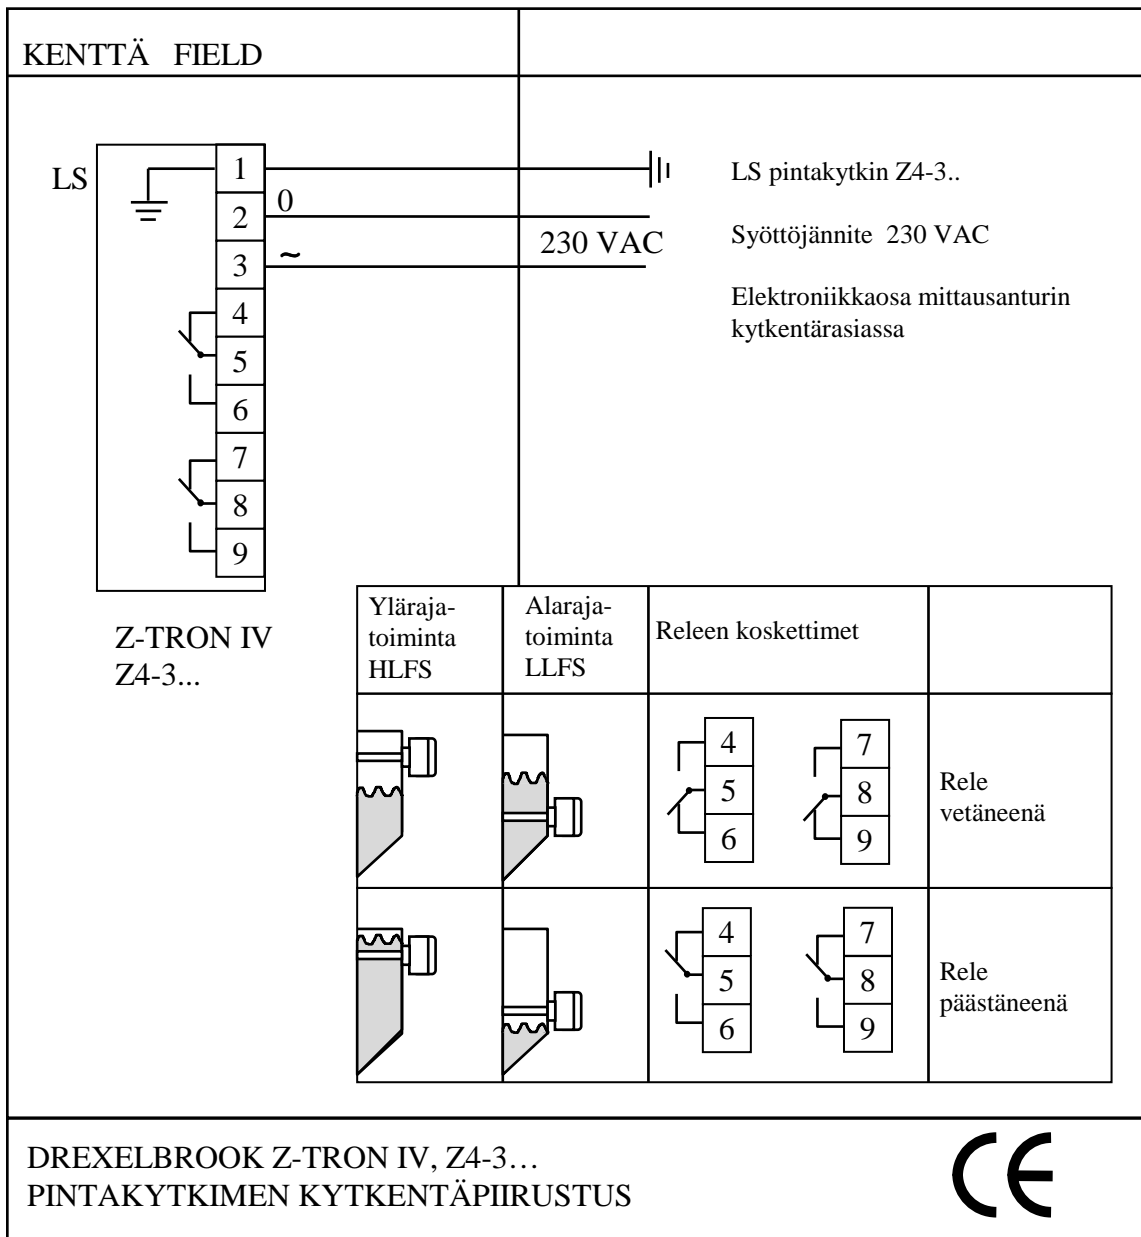 KENTTÄ FIELD
LS
1
2
3
4
5
6
7
8
9
0
~
230 VAC
LS pintakytkin Z4-3..
Syöttöjännite 230 VAC
Elektroniikkaosa mittausanturin
kytkentärasiassa
Z-TRON IV
Z4-3...
Yläraja-
toiminta
HLFS
Alaraja-
toiminta
LLFS
Releen koskettimet
4
5
6
7
8
9
Rele
vetäneenä
4
5
6
7
8
9
Rele
päästäneenä
DREXELBROOK Z-TRON IV, Z4-3…
PINTAKYTKIMEN KYTKENTÄPIIRUSTUS
CE